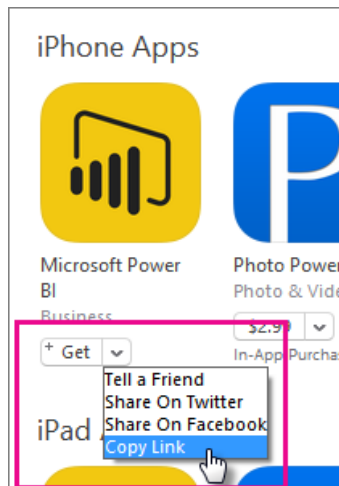 iPhone Apps
Microsoft Power
BI
Business
+ Get
Photo Power
Photo & Vide
$2.99
In-App Purchas
Tell a Friend
Share On Twitter
Share On Facebook
Copy Link
iPad